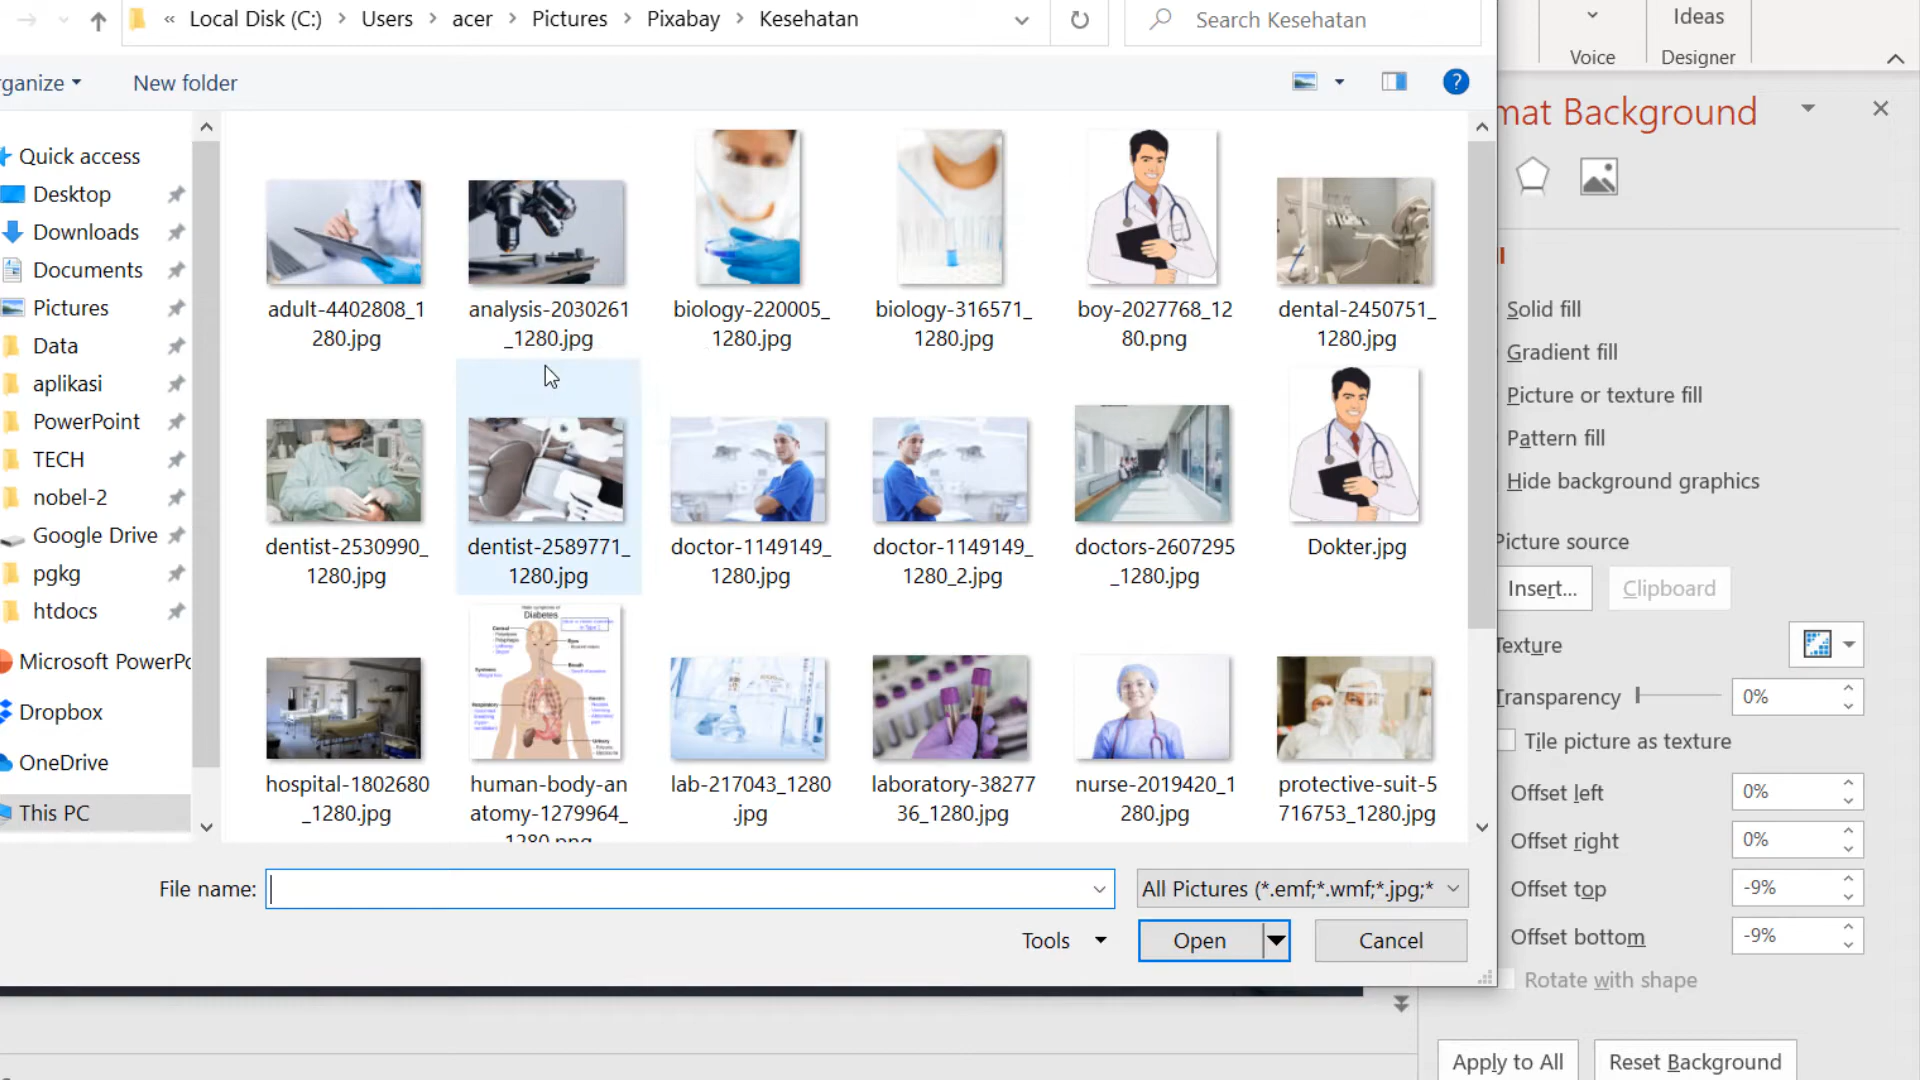 « Local Disk (C:) > Users > acer > Pictures > Pixabay > Kesehatan
Search Kesehatan
Ideas
Voice
Designer
rganize
New folder
?
mat Background
Quick access
Desktop
Downloads
Documents
Pictures
Data
aplikasi
PowerPoint
TECH
nobel-2
Google Drive
pgkg
htdocs
Microsoft PowerPo
Dropbox
OneDrive
This PC
adult-4402808_1
280.jpg
analysis-2030261
_1280.jpg
biology-220005_
1280.jpg
biology-316571_
1280.jpg
boy-2027768_12
80.png
dental-2450751_
1280.jpg
dentist-2530990_
1280.jpg
dentist-2589771_
1280.jpg
doctor-1149149_
1280.jpg
doctor-1149149_
1280_2.jpg
doctors-2607295
_1280.jpg
Dokter.jpg
Diabetes
hospital-1802680
_1280.jpg
human-body-an
atomy-1279964_
1280.png
lab-217043_1280
.jpg
laboratory-38277
36_1280.jpg
nurse-2019420_1
280.jpg
protective-suit-5
716753_1280.jpg
File name:
All Pictures (*.emf;*.wmf;*.jpg;*
Tools
Open
Cancel
Solid fill
Gradient fill
Picture or texture fill
Pattern fill
Hide background graphics
Picture source
Insert...
Clipboard
Texture
Transparency
0%
Tile picture as texture
Offset left
0%
Offset right
0%
Offset top
-9%
Offset bottom
-9%
Rotate with shape
Apply to All
Reset Background